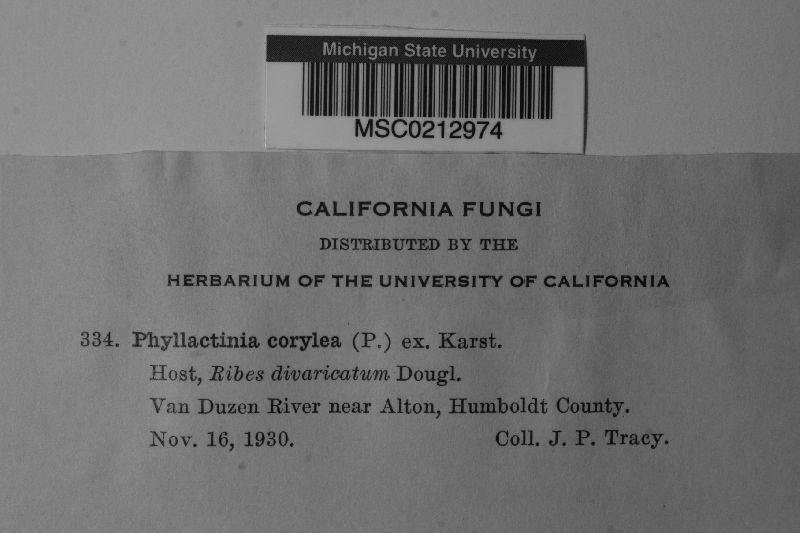 Michigan State University
MSC0212974
CALIFORNIA FUNGI
DISTRIBUTED BY THE
HERBARIUM OF THE UNIVERSITY OF CALIFORNIA
334. Phyllactinia corylea (P.) ex. Karst.
Host, Ribes divaricatum Dougl.
Van Duzen River near Alton, Humboldt County.
Nov. 16, 1930. Coll. J. P. Tracy.